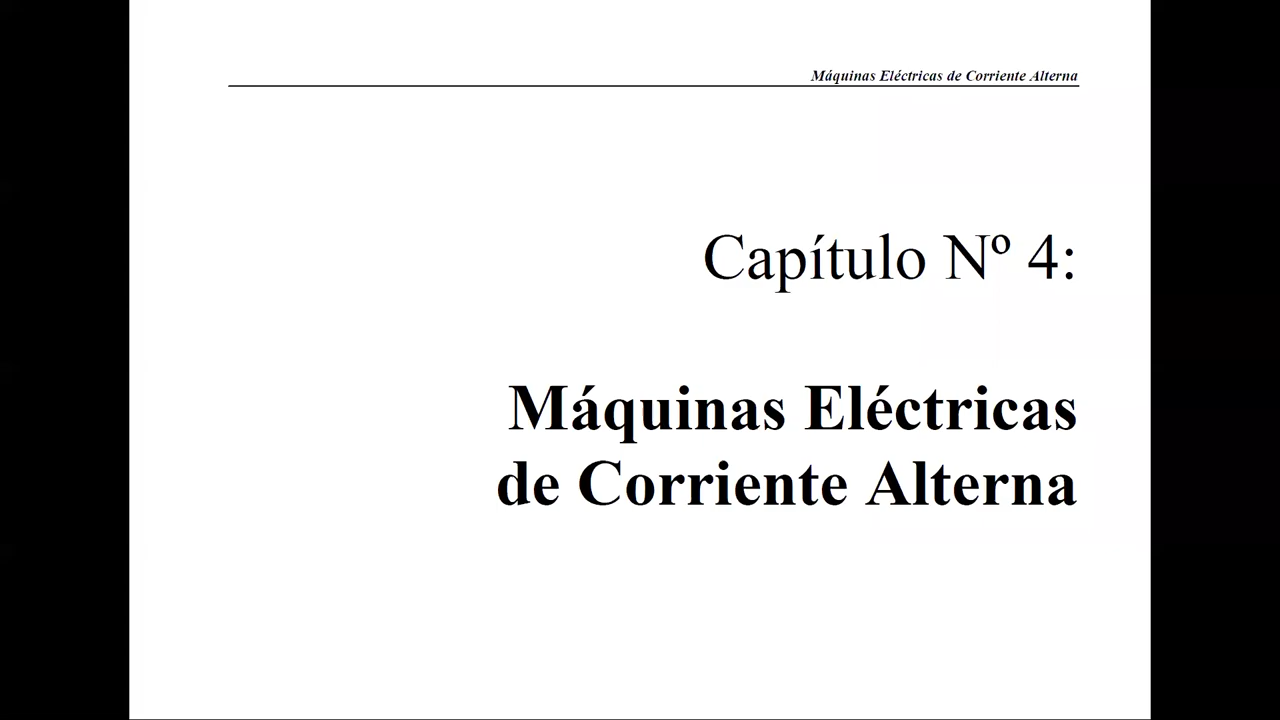 Máquinas Eléctricas de Corriente Alterna
Capítulo Nº 4:
Máquinas Eléctricas
de Corriente Alterna